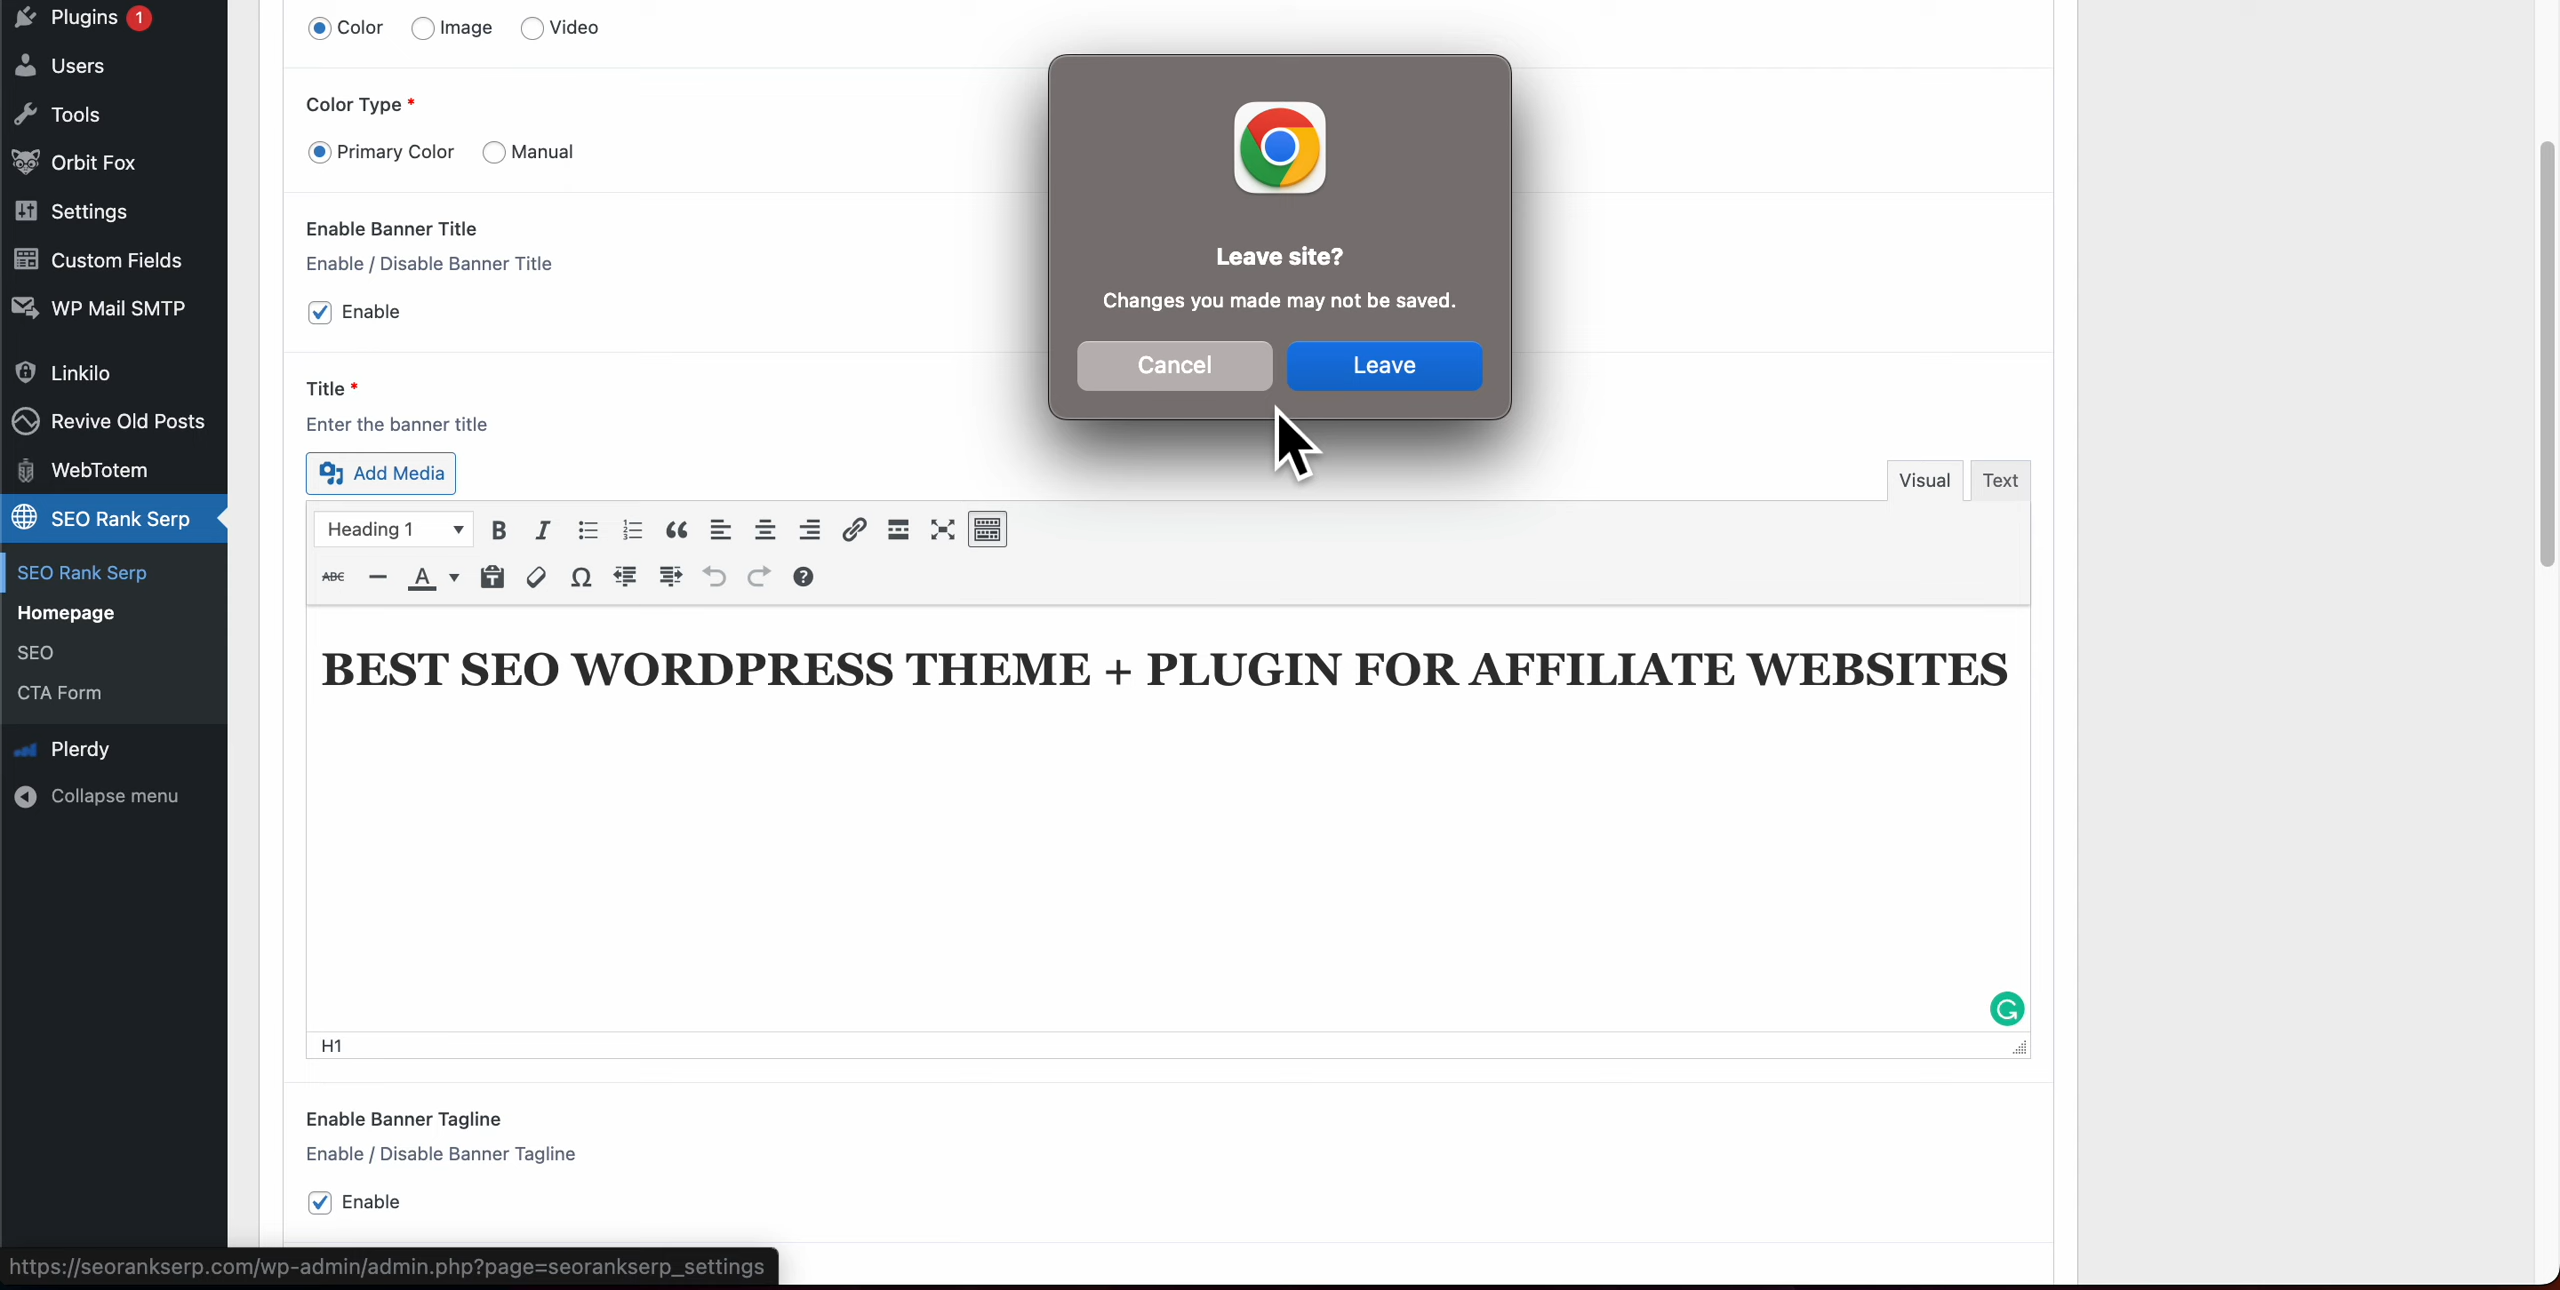 Plugins 1
Users
Tools
Orbit Fox
Settings
Custom Fields
WP Mail SMTP
Linkilo
Revive Old Posts
WebTotem
SEO Rank Serp
SEO Rank Serp
Homepage
SEO
CTA Form
Plerdy
Collapse menu
Color Image Video
Color Type *
Primary Color Manual
Enable Banner Title
Enable / Disable Banner Title
Enable
Title *
Enter the banner title
Add Media
Visual Text
Heading 1
ABC
BEST SEO WORDPRESS THEME + PLUGIN FOR AFFILIATE WEBSITES
H1
Enable Banner Tagline
Enable / Disable Banner Tagline
Enable
Leave site?
Changes you made may not be saved.
Cancel Leave
https://seorankserp.com/wp-admin/admin.php?page=seorankserp_settings